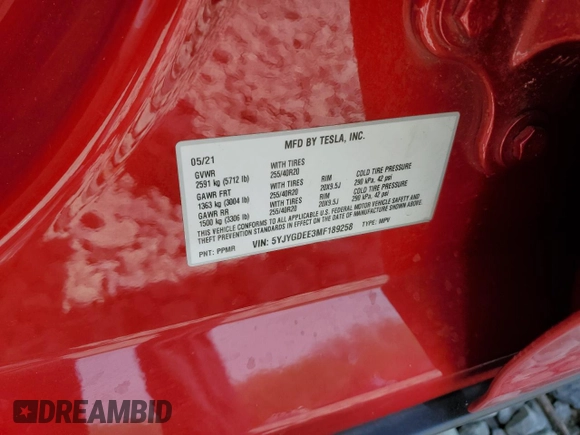 MFD BY TESLA, INC.
05/21
GVWR WITH TIRES
2591 kg (5712 lb) 255/40R20 RIM COLD TIRE PRESSURE
GAWR FRT WITH TIRES 20X9.5J 290 kPa, 42 psi
1363 kg (3004 lb) 255/40R20 RIM COLD TIRE PRESSURE
GAWR RR WITH TIRES 20X9.5J 290 kPa, 42 psi
1500 kg (3306 lb) 255/40R20
THIS VEHICLE CONFORMS TO ALL APPLICABLE U.S. FEDERAL MOTOR VEHICLE SAFETY AND
THEFT PREVENTION STANDARDS IN EFFECT ON THE DATE OF MANUFACTURE SHOWN ABOVE.
PNT: PPMR VIN: 5YJYGDEE3MF189258 TYPE: MPV
DREAMBID